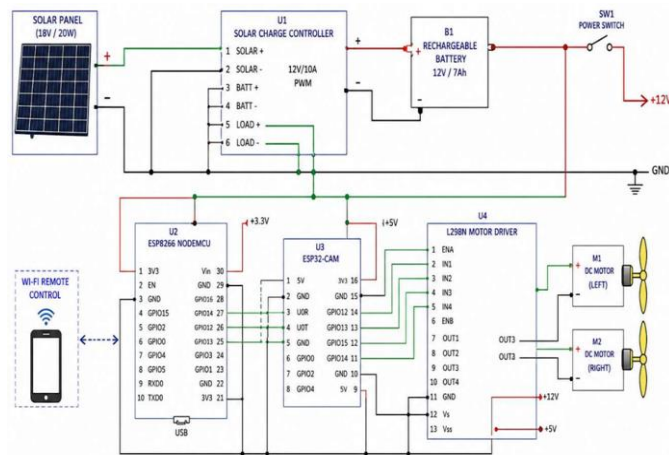 SOLAR PANEL
(18V / 20W)
+
-
U1
SOLAR CHARGE CONTROLLER
1 SOLAR +
2 SOLAR -
3 BATT +
4 BATT -
5 LOAD +
6 LOAD -
12V/10A
PWM
+
-
B1
RECHARGEABLE
BATTERY
12V / 7Ah
+
-
SW1
POWER SWITCH
+12V
GND
+3.3V
U2
ESP8266 NODEMCU
1 3V3
2 EN
3 GND
4 GPIO15
5 GPIO2
6 GPIO0
7 GPIO4
8 GPIO5
9 RXD0
10 TXD0
Vin 30
GND 29
GPIO16 28
GPIO14 27
GPIO12 26
GPIO13 25
GPIO3 24
GPIO1 23
GND 22
3V3 21
USB
WI-FI REMOTE
CONTROL
+5V
U3
ESP32-CAM
1 5V
2 GND
3 U0R
4 U0T
5 GND
6 GPIO0
7 GPIO2
8 GPIO4
3V3 16
GND 15
GPIO12 14
GPIO13 13
GPIO15 12
GPIO14 11
GND 10
5V 9
U4
L298N MOTOR DRIVER
1 ENA
2 IN1
3 IN2
4 IN3
5 IN4
6 ENB
7 OUT1
8 OUT2
9 OUT3
10 OUT4
11 GND
12 Vs
13 Vss
OUT3
OUT3
+12V
+5V
M1
DC MOTOR
(LEFT)
+
-
M2
DC MOTOR
(RIGHT)
+
-